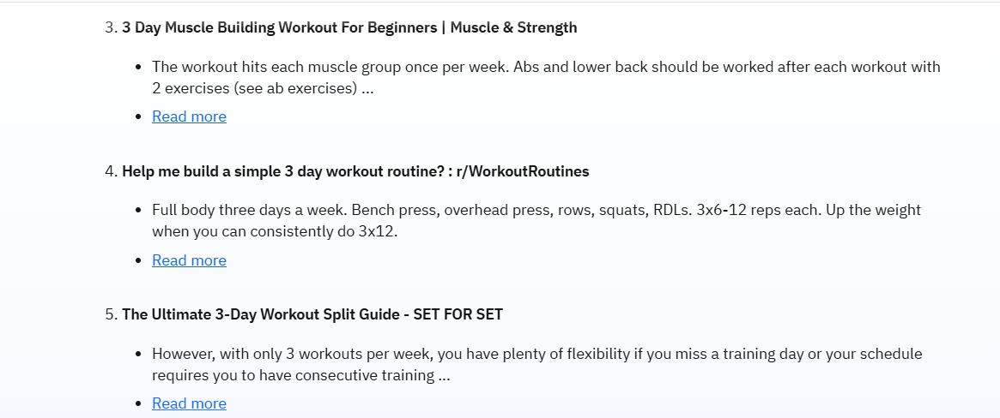 3. 3 Day Muscle Building Workout For Beginners | Muscle & Strength
• The workout hits each muscle group once per week. Abs and lower back should be worked after each workout with
2 exercises (see ab exercises) ...
• Read more
4. Help me build a simple 3 day workout routine? : r/WorkoutRoutines
• Full body three days a week. Bench press, overhead press, rows, squats, RDLs. 3x6-12 reps each. Up the weight
when you can consistently do 3x12.
• Read more
5. The Ultimate 3-Day Workout Split Guide - SET FOR SET
• However, with only 3 workouts per week, you have plenty of flexibility if you miss a training day or your schedule
requires you to have consecutive training ...
• Read more